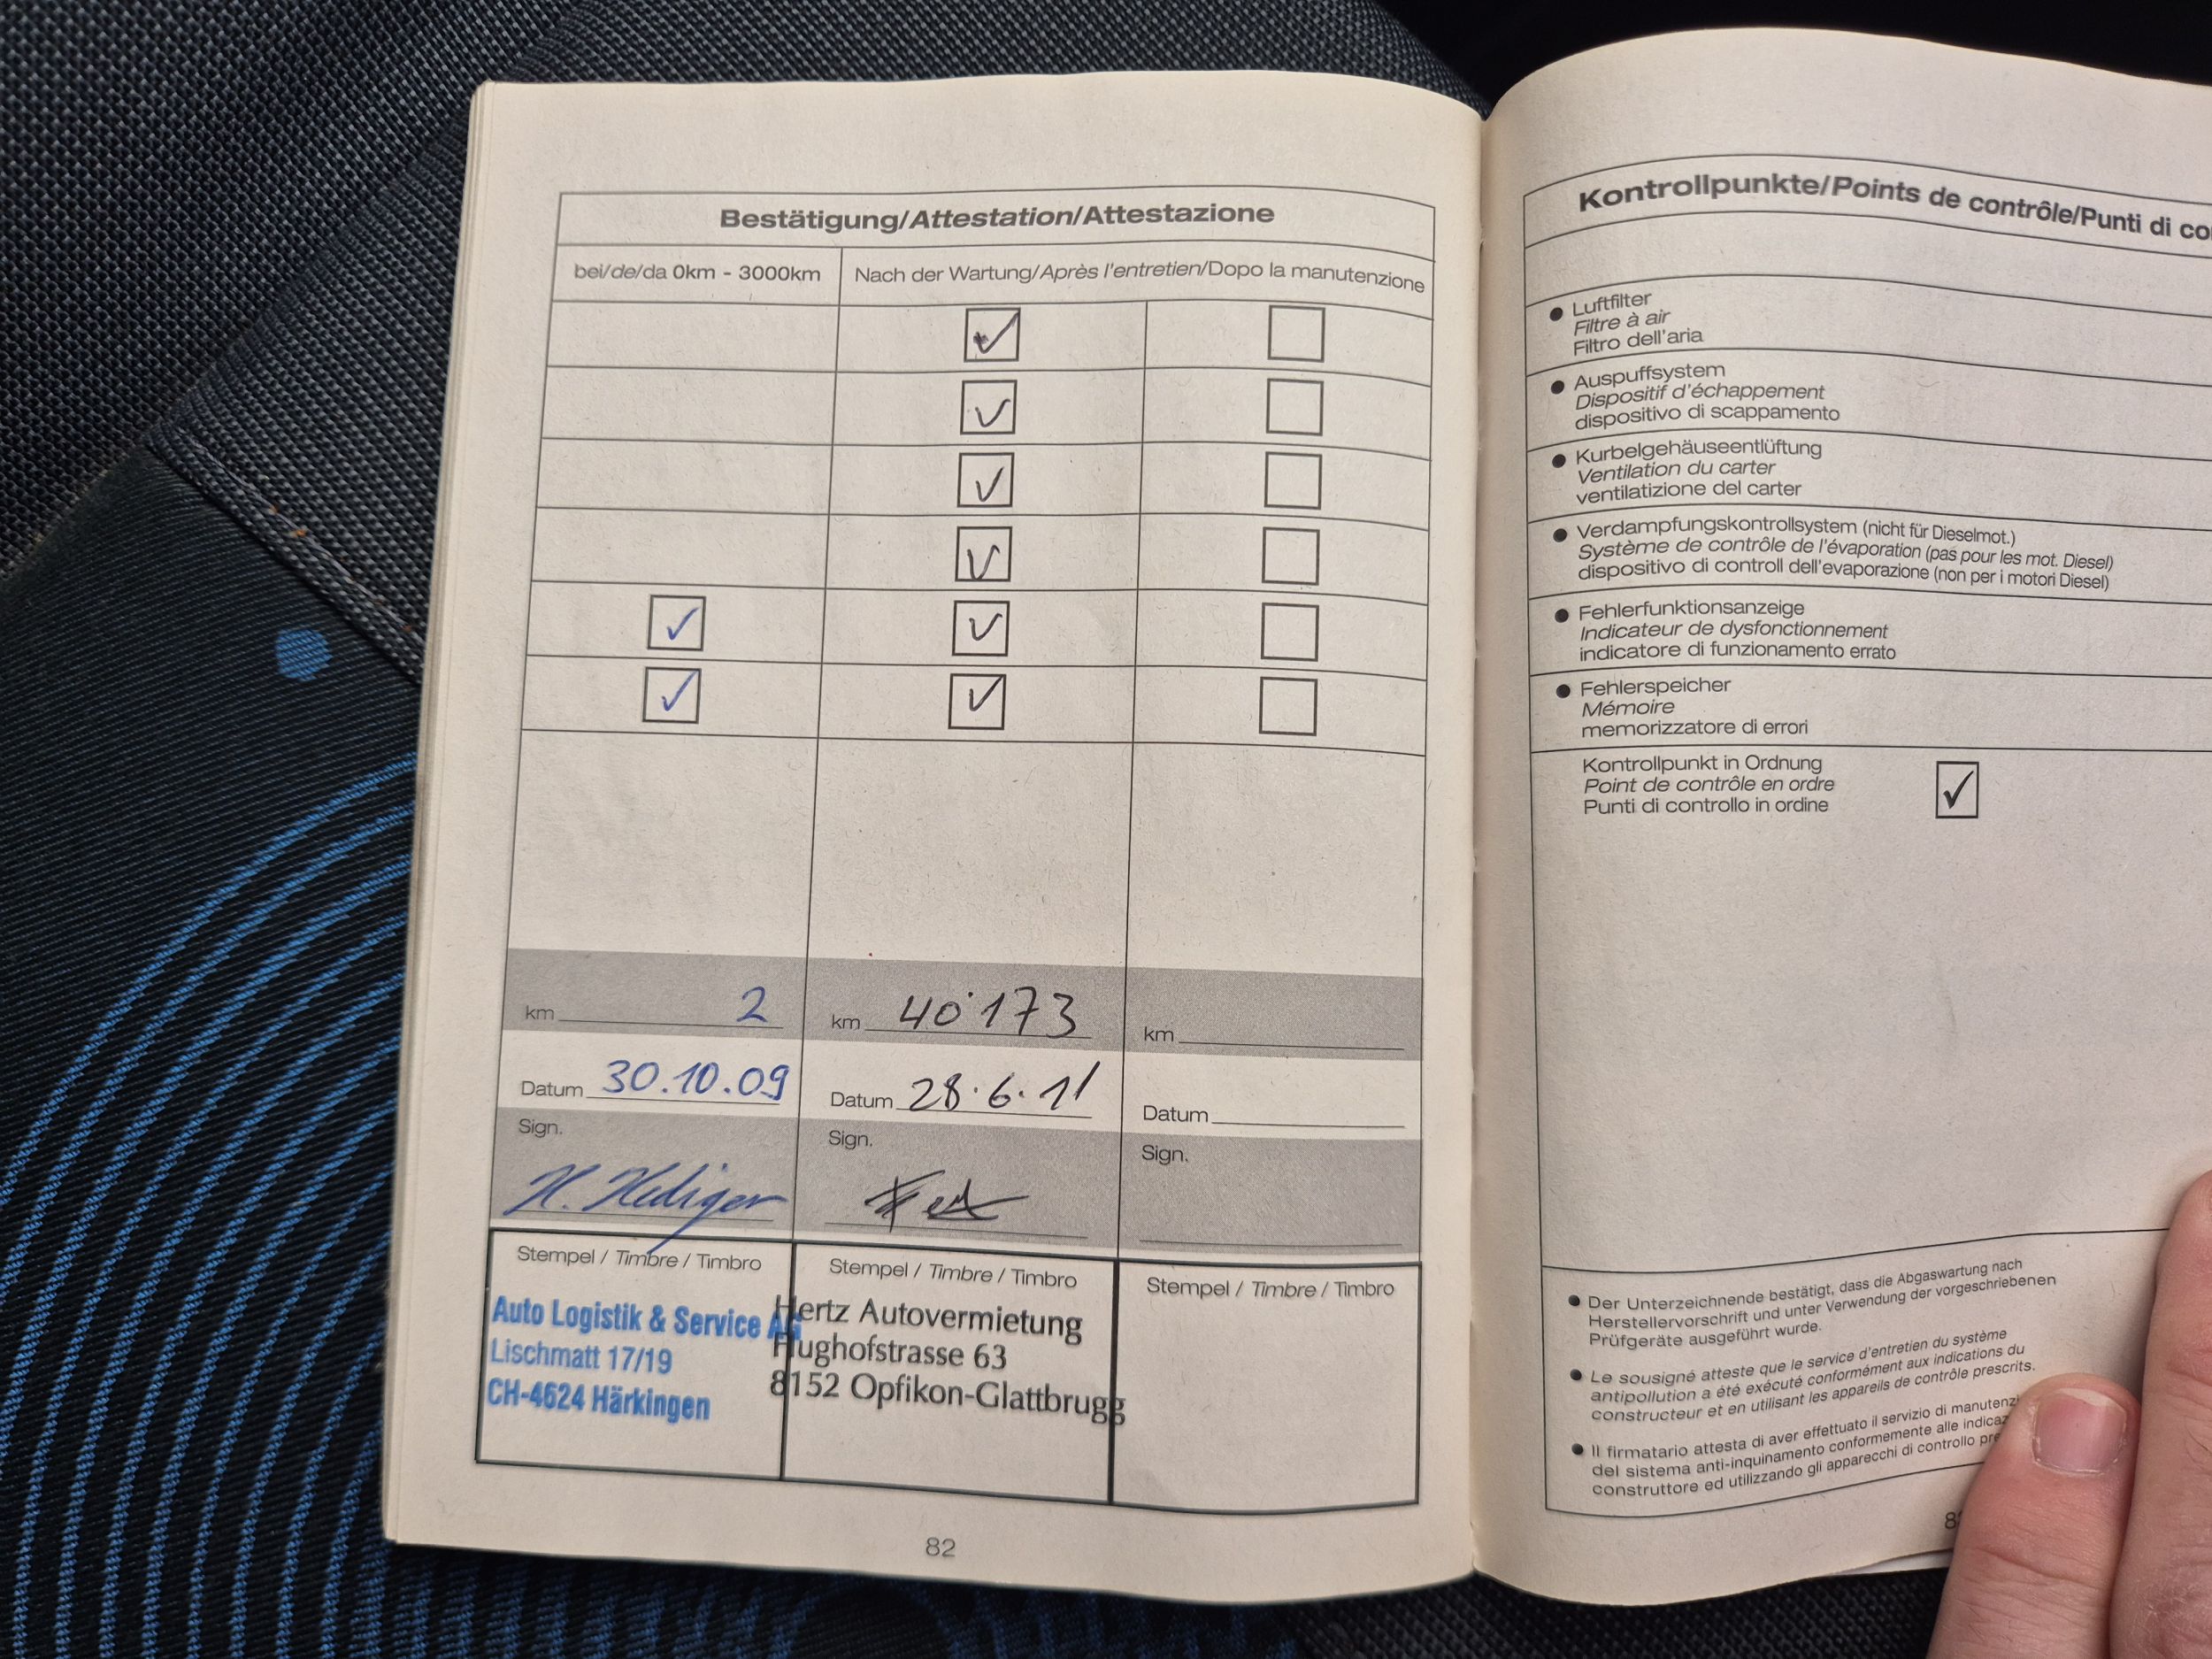 Bestätigung/Attestation/Attestazione
bei/de/da 0km - 3000km
Nach der Wartung/Après l'entretien/Dopo la manutenzione
km 2
km 40'173
km
Datum 30.10.09
Datum 28.6.11
Datum
Sign.
Sign.
Sign.
Stempel / Timbre / Timbro
Auto Logistik & Service AG
Lischmatt 17/19
CH-4624 Härkingen
Stempel / Timbre / Timbro
Hertz Autovermietung
Flughofstrasse 63
8152 Opfikon-Glattbrugg
Stempel / Timbre / Timbro
82
Kontrollpunkte/Points de contrôle/Punti di
Luftfilter
Filtre à air
Filtro dell'aria
Auspuffsystem
Dispositif d'échappement
dispositivo di scappamento
Kurbelgehäuseentlüftung
Ventilation du carter
ventilatizione del carter
Verdampfungskontrollsystem (nicht für Dieselmot.)
Système de contrôle de l'évaporation (pas pour les mot. Diesel)
dispositivo di controll dell'evaporazione (non per i motori Diesel)
Fehlerfunktionsanzeige
Indicateur de dysfonctionnement
indicatore di funzionamento errato
Fehlerspeicher
Mémoire
memorizzatore di errori
Kontrollpunkt in Ordnung
Point de contrôle en ordre
Punti di controllo in ordine
Der Unterzeichnende bestätigt, dass die Abgaswartung nach
Herstellervorschrift und unter Verwendung der vorgeschriebenen
Prüfgeräte ausgeführt wurde.
Le sousigné atteste que le service d'entretien du système
antipollution a été exécuté conformément aux indications du
constructeur et en utilisant les appareils de contrôle prescrits.
Il firmatario attesta di aver effettuato il servizio di
del sistema anti-inquinamento conformemente alle
construttore ed utilizzando gli apparecchi di controllo